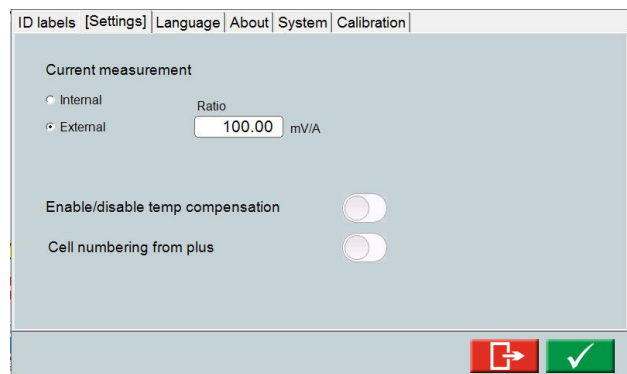 ID labels [Settings] Language About System Calibration
Current measurement
Internal
Ratio
External 100.00 mV/A
Enable/disable temp compensation
Cell numbering from plus